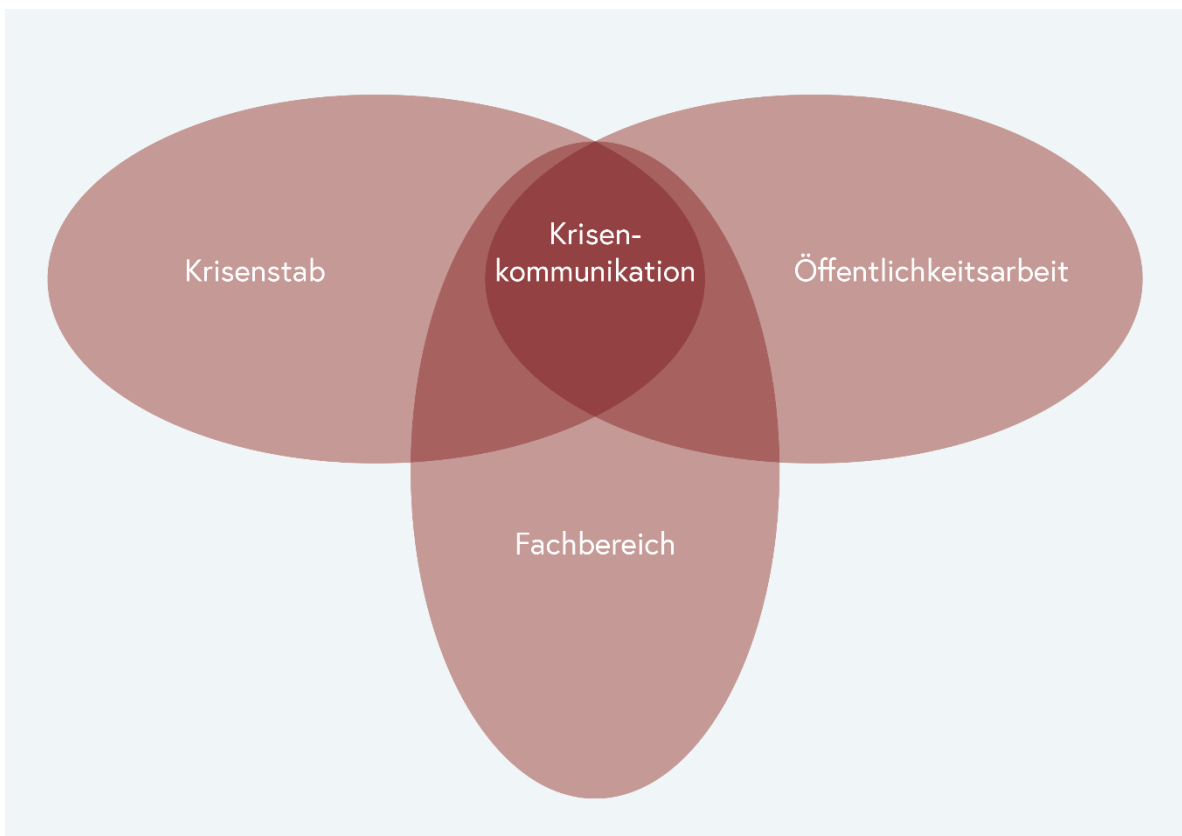 Krisenstab
Krisen-
kommunikation
Öffentlichkeitsarbeit
Fachbereich